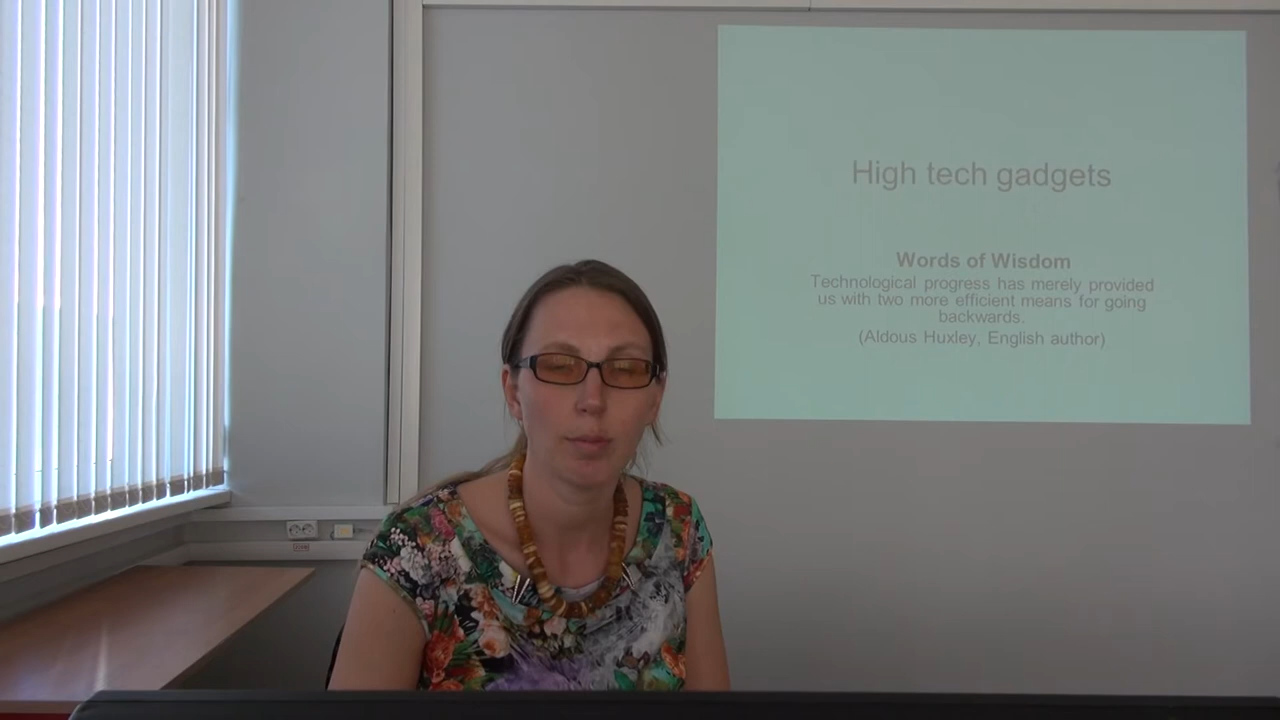 High tech gadgets
Words of Wisdom
Technological progress has merely provided
us with two more efficient means for going
backwards.
(Aldous Huxley, English author)